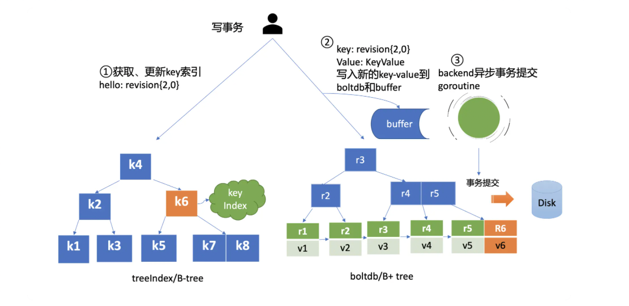 写事务
②
key: revision{2,0}
Value: KeyValue
写入新的key-value到
boltdb和buffer
③
backend异步事务提交
goroutine
①获取、更新key索引
hello: revision{2,0}
buffer
k4
k2
k6
key
Index
k1
k3
k5
k7
k8
treeIndex/B-tree
r3
r2
r4
r5
事务提交
Disk
r1
r2
r3
r4
r5
R6
v1
v2
v3
v4
v5
v6
boltdb/B+ tree